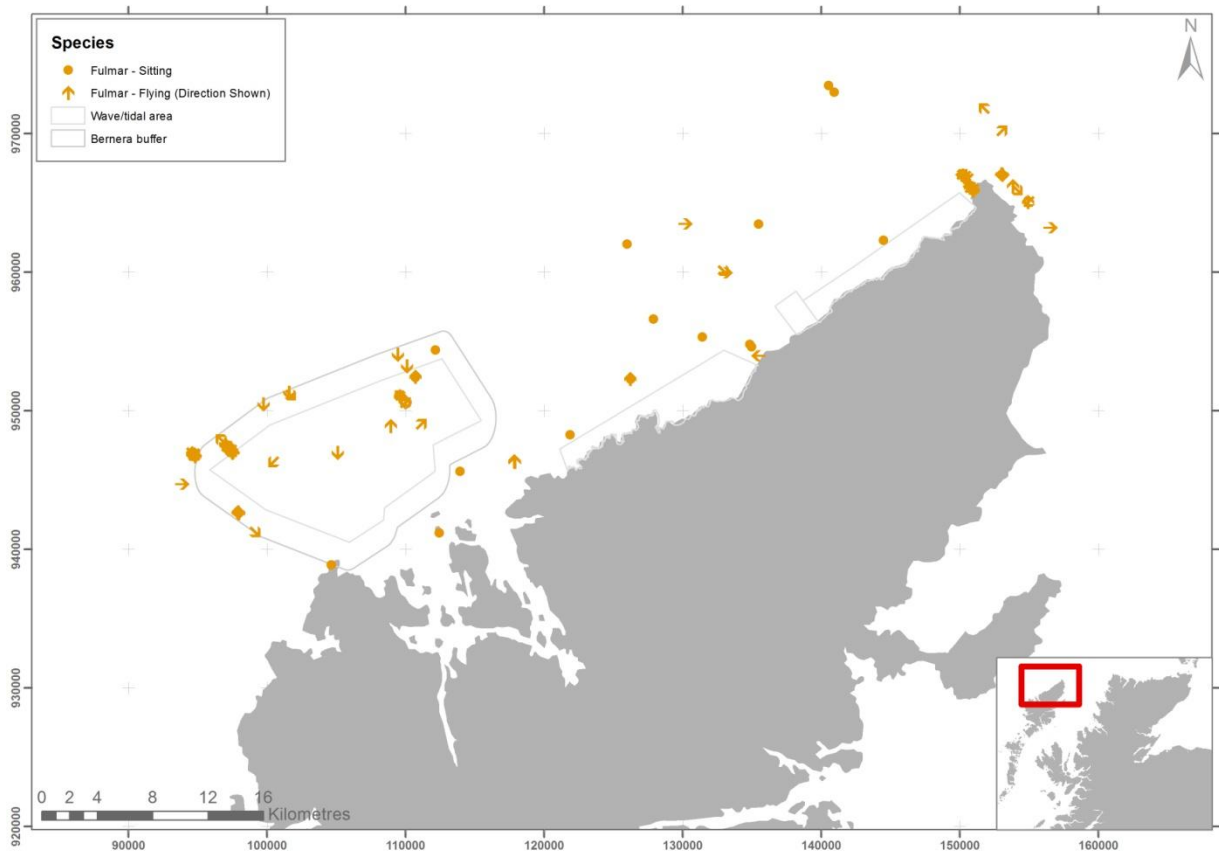 Species
Fulmar - Sitting
Fulmar - Flying (Direction Shown)
Wave/tidal area
Bernera buffer
N
970000
960000
950000
940000
930000
920000
0 2 4 8 12 16
Kilometres
90000 100000 110000 120000 130000 140000 150000 160000